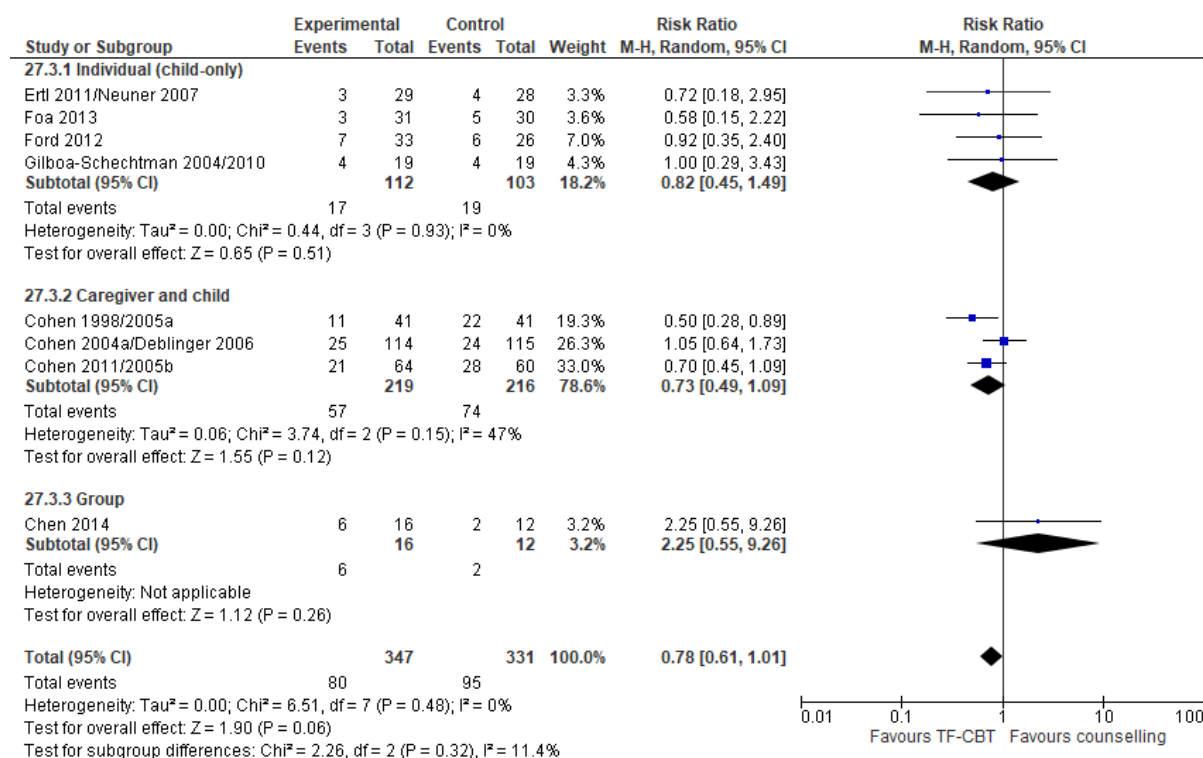 Experimental Control Risk Ratio Risk Ratio
Study or Subgroup Events Total Events Total Weight M-H, Random, 95% CI M-H, Random, 95% CI
27.3.1 Individual (child-only)
Ertl 2011/Neuner 2007 3 29 4 28 3.3% 0.72 [0.18, 2.95]
Foa 2013 3 31 5 30 3.6% 0.58 [0.15, 2.22]
Ford 2012 7 33 6 26 7.0% 0.92 [0.35, 2.40]
Gilboa-Schechtman 2004/2010 4 19 4 19 4.3% 1.00 [0.29, 3.43]
Subtotal (95% CI) 112 103 18.2% 0.82 [0.45, 1.49]
Total events 17 19
Heterogeneity: Tau² = 0.00; Chi² = 0.44, df = 3 (P = 0.93); I² = 0%
Test for overall effect: Z = 0.65 (P = 0.51)
27.3.2 Caregiver and child
Cohen 1998/2005a 11 41 22 41 19.3% 0.50 [0.28, 0.89]
Cohen 2004a/Deblinger 2006 25 114 24 115 26.3% 1.05 [0.64, 1.73]
Cohen 2011/2005b 21 64 28 60 33.0% 0.70 [0.45, 1.09]
Subtotal (95% CI) 219 216 78.6% 0.73 [0.49, 1.09]
Total events 57 74
Heterogeneity: Tau² = 0.06; Chi² = 3.74, df = 2 (P = 0.15); I² = 47%
Test for overall effect: Z = 1.55 (P = 0.12)
27.3.3 Group
Chen 2014 6 16 2 12 3.2% 2.25 [0.55, 9.26]
Subtotal (95% CI) 16 12 3.2% 2.25 [0.55, 9.26]
Total events 6 2
Heterogeneity: Not applicable
Test for overall effect: Z = 1.12 (P = 0.26)
Total (95% CI) 347 331 100.0% 0.78 [0.61, 1.01]
Total events 80 95
Heterogeneity: Tau² = 0.00; Chi² = 6.51, df = 7 (P = 0.48); I² = 0%
Test for overall effect: Z = 1.90 (P = 0.06)
Test for subgroup differences: Chi² = 2.26, df = 2 (P = 0.32), I² = 11.4%
0.01 0.1 1 10 100
Favours TF-CBT Favours counselling